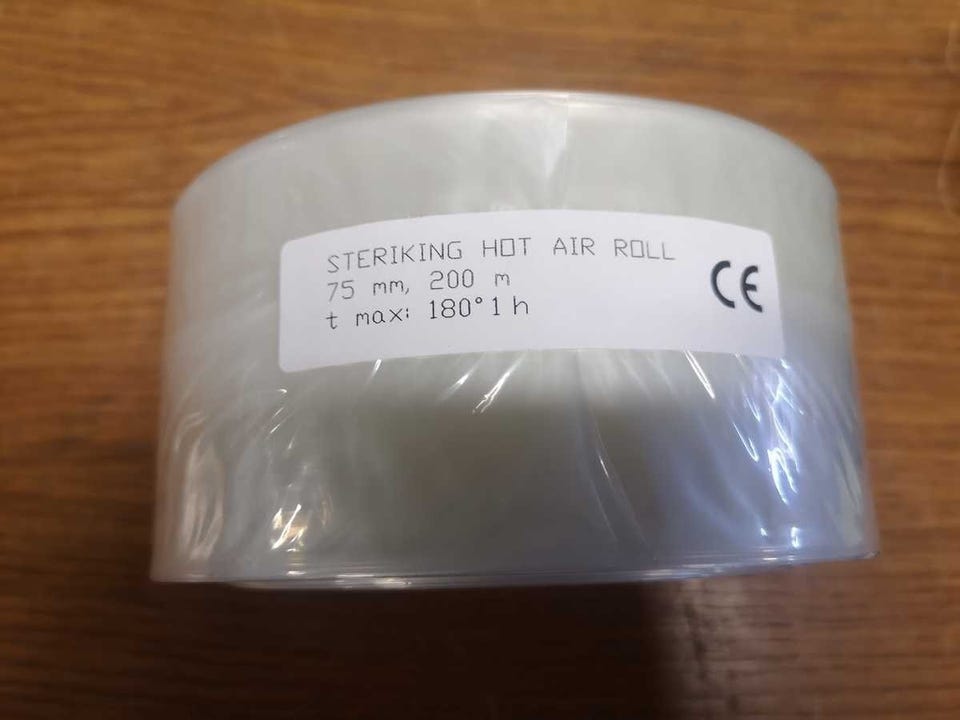 STERIKING HOT AIR ROLL
75 mm, 200 m
t max: 180° 1 h
CE